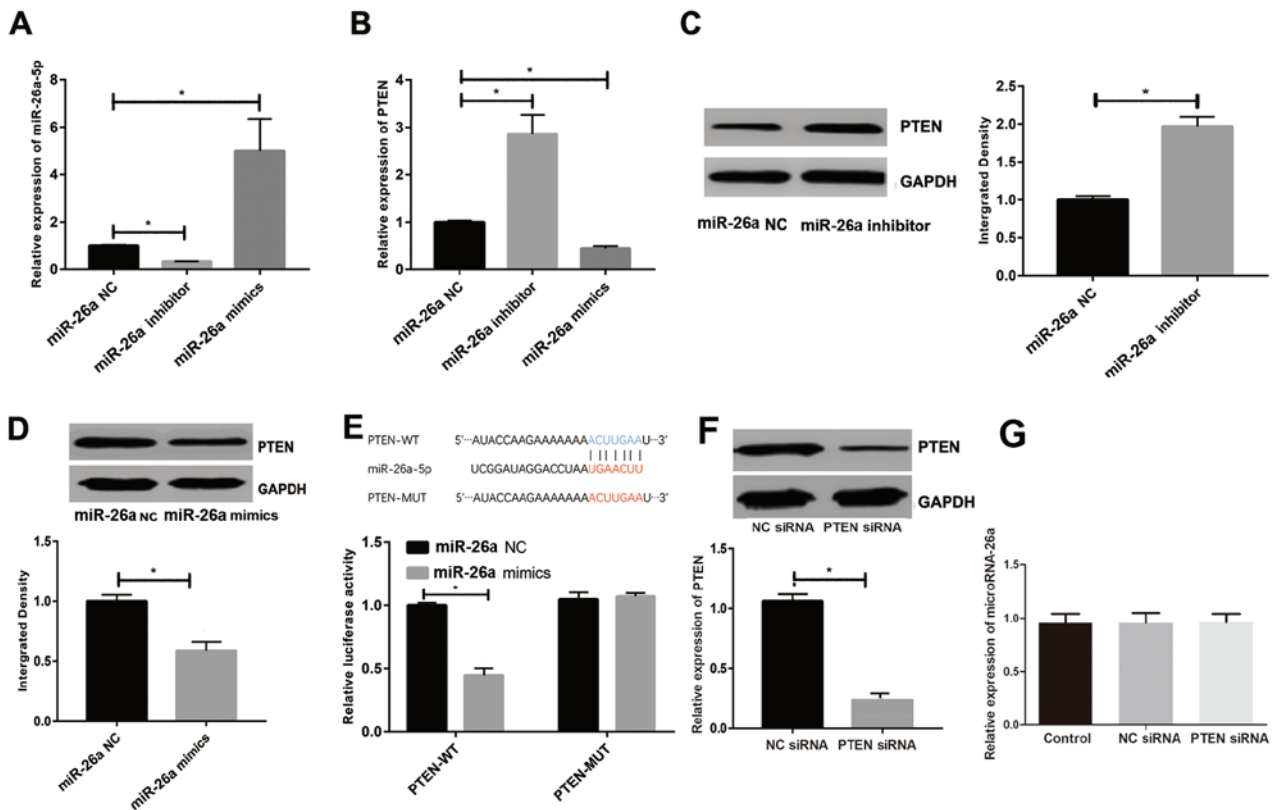 A
Relative expression of miR-26a-5p
8
6
4
2
0
*
*
miR-26a NC
miR-26a inhibitor
miR-26a mimics
B
Relative expression of PTEN
4
3
2
1
0
*
*
miR-26a NC
miR-26a inhibitor
miR-26a mimics
C
PTEN
GAPDH
miR-26a NC miR-26a inhibitor
Intergrated Density
2.5
2.0
1.5
1.0
0.5
0.0
*
miR-26a NC
miR-26a inhibitor
D
PTEN
GAPDH
miR-26a NC miR-26a mimics
Intergrated Density
1.5
1.0
0.5
0.0
*
miR-26a NC
miR-26a mimics
E
PTEN-WT 5'···AUACCAAGAAAAAAAACUUGAAU···3'
miR-26a-5p UCGGAUAGGACCUAAUGAACUU
PTEN-MUT 5'···AUACCAAGAAAAAAAACUUGAAU···3'
miR-26a NC
miR-26a mimics
Relative luciferase activity
1.5
1.0
0.5
0.0
*
PTEN-WT
PTEN-MUT
F
PTEN
GAPDH
NC siRNA PTEN siRNA
Relative expression of PTEN
1.5
1.0
0.5
0.0
*
NC siRNA PTEN siRNA
G
Relative expression of microRNA-26a
1.5
1.0
0.5
0.0
Control NC siRNA PTEN siRNA